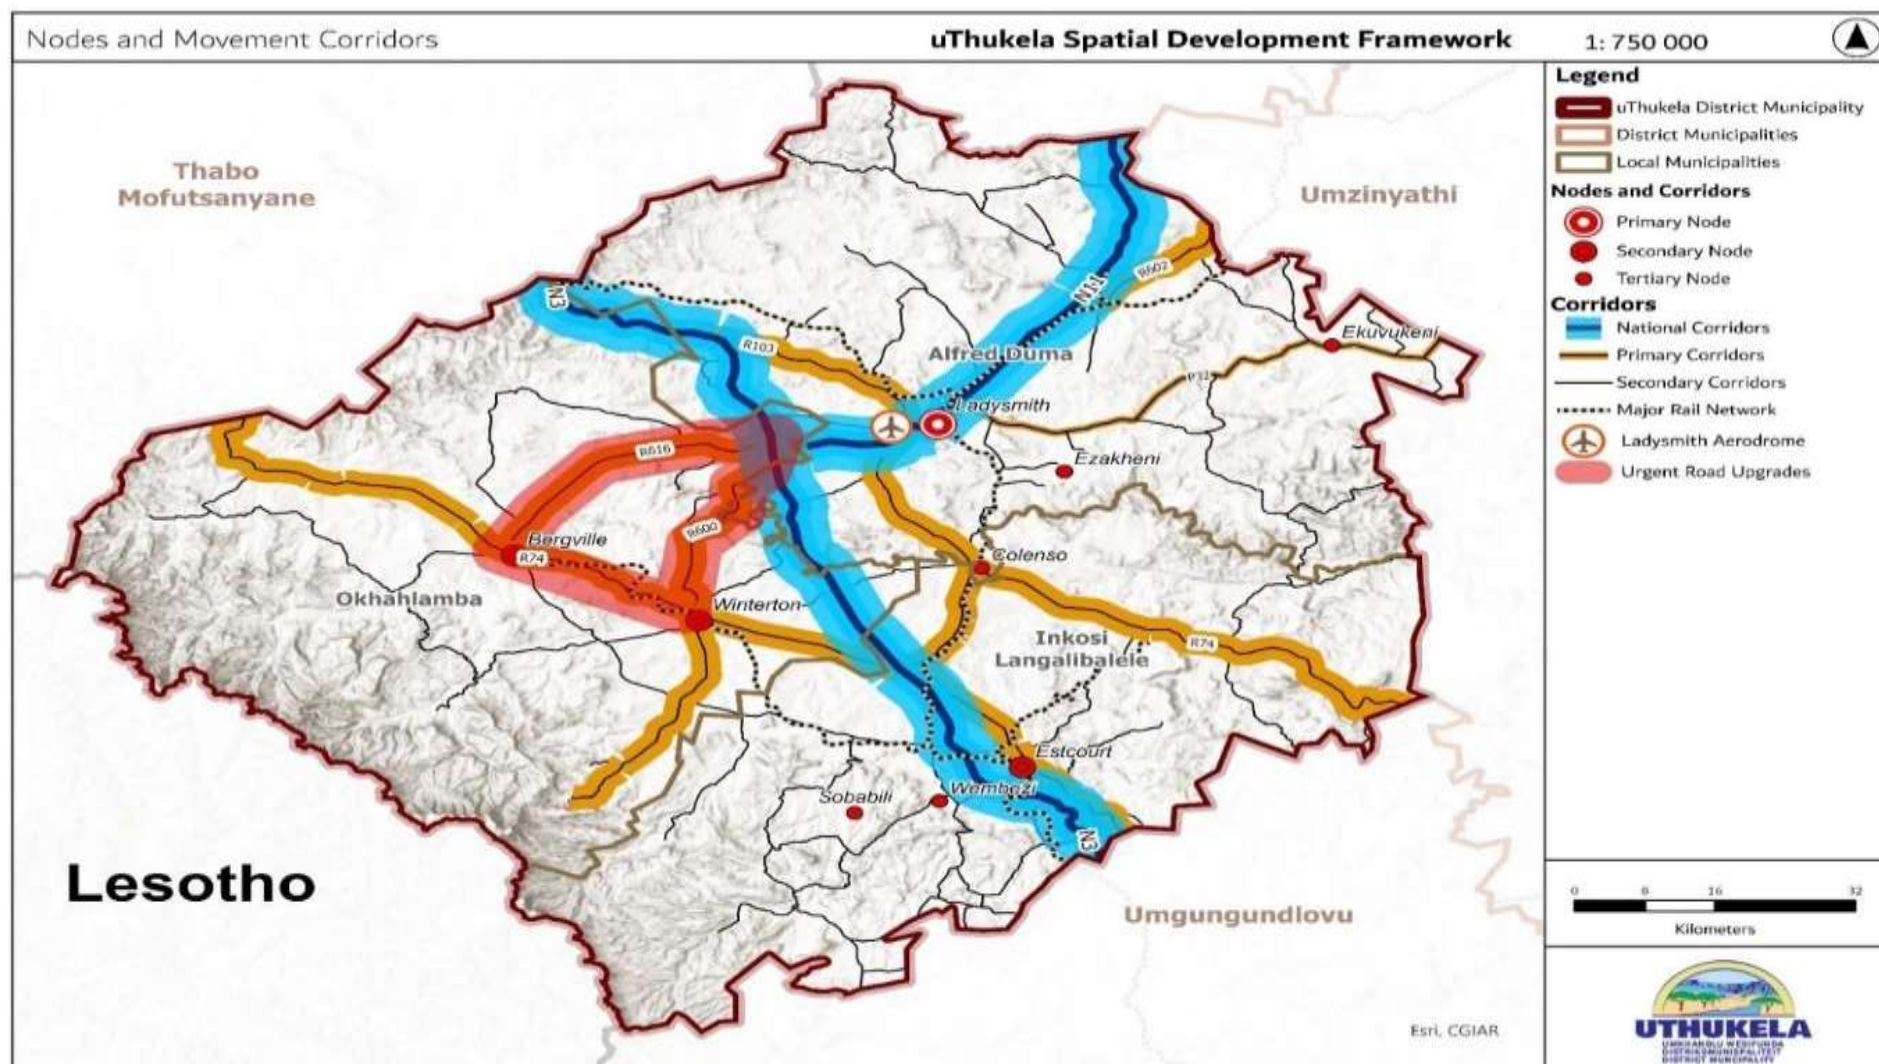 Nodes and Movement Corridors
uThukela Spatial Development Framework
1: 750 000
Thabo
Mofutsanyane
Umzinyathi
N3
N11
R602
R103
Alfred Duma
Ekuvukeni
Ladysmith
R616
Ezakheni
R600
Bergville
R74
Colenso
Okhahlamba
Winterton
Inkosi
Langalibalele
R74
Estcourt
Wembezi
Sobabili
N3
Lesotho
Umgungundlovu
Esri, CGIAR
Legend
uThukela District Municipality
District Municipalities
Local Municipalities
Nodes and Corridors
Primary Node
Secondary Node
Tertiary Node
Corridors
National Corridors
Primary Corridors
Secondary Corridors
Major Rail Network
Ladysmith Aerodrome
Urgent Road Upgrades
0 8 16 32
Kilometers
UTHUKELA
DISTRICT MUNICIPALITY